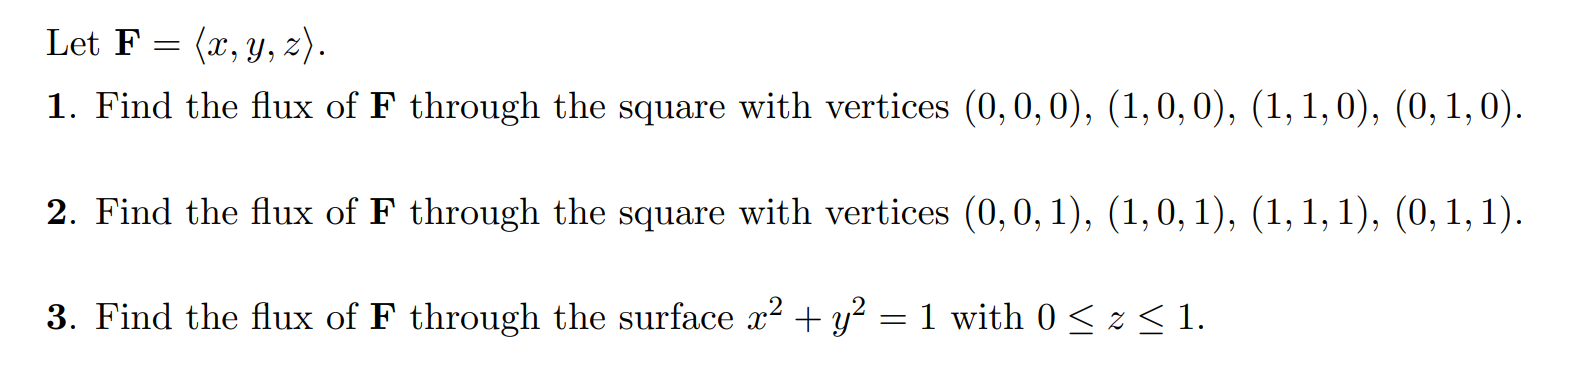 Let F = ⟨x, y, z⟩.
1. Find the flux of F through the square with vertices (0, 0, 0), (1, 0, 0), (1, 1, 0), (0, 1, 0).
2. Find the flux of F through the square with vertices (0, 0, 1), (1, 0, 1), (1, 1, 1), (0, 1, 1).
3. Find the flux of F through the surface x² + y² = 1 with 0 ≤ z ≤ 1.